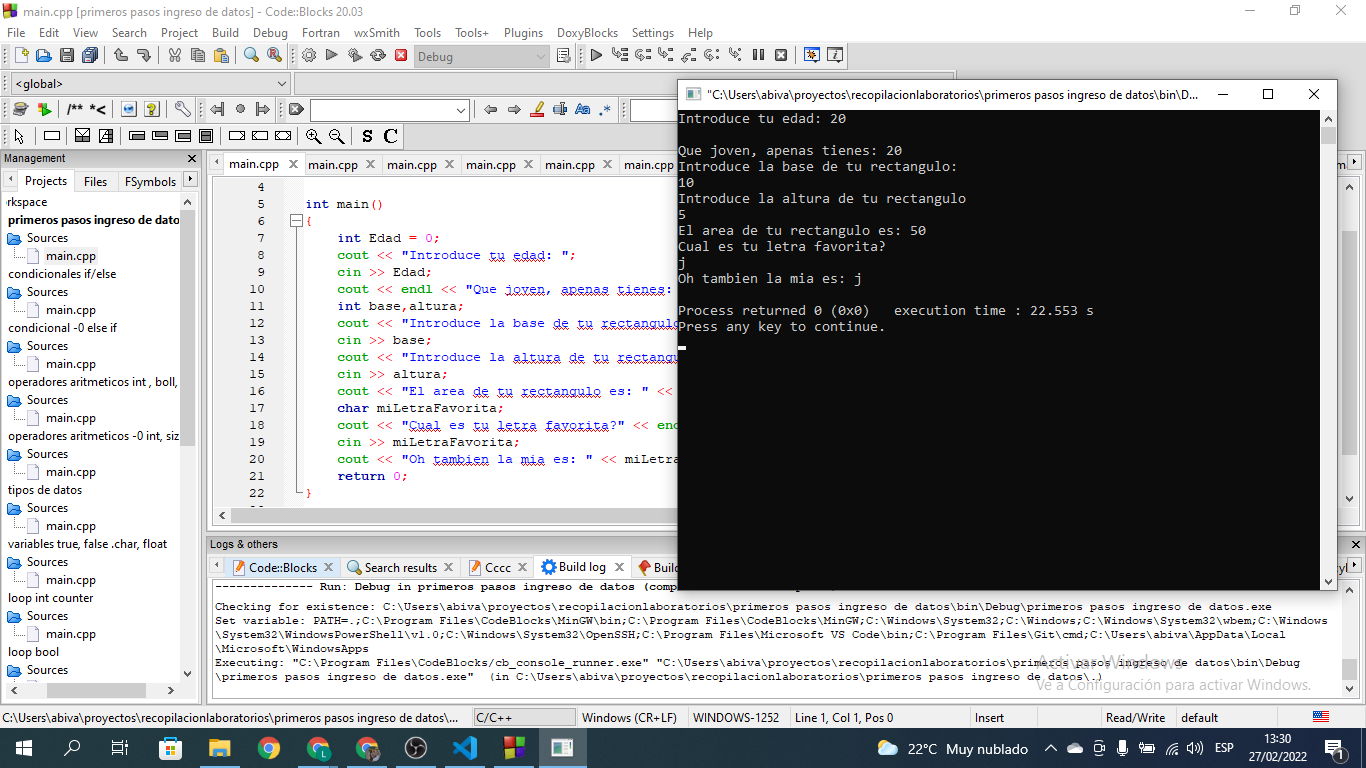 main.cpp [primeros pasos ingreso de datos] - Code::Blocks 20.03
File Edit View Search Project Build Debug Fortran wxSmith Tools Tools+ Plugins DoxyBlocks Settings Help
Debug
<global>
/** *<
Aa .*
S C
Management
Projects Files FSymbols
rkspace
primeros pasos ingreso de dato
Sources
main.cpp
condicionales if/else
Sources
main.cpp
condicional -0 else if
Sources
main.cpp
operadores aritmeticos int , boll,
Sources
main.cpp
operadores aritmeticos -0 int, siz
Sources
main.cpp
tipos de datos
Sources
main.cpp
variables true, false .char, float
Sources
main.cpp
loop int counter
Sources
main.cpp
loop bool
Sources
main.cpp main.cpp main.cpp main.cpp main.cpp main.cpp
4
5 int main()
6 {
7 int Edad = 0;
8 cout << "Introduce tu edad: ";
9 cin >> Edad;
10 cout << endl << "Que joven, apenas tienes:
11 int base,altura;
12 cout << "Introduce la base de tu rectangulo
13 cin >> base;
14 cout << "Introduce la altura de tu rectangu
15 cin >> altura;
16 cout << "El area de tu rectangulo es: " <<
17 char miLetraFavorita;
18 cout << "Cual es tu letra favorita?" << end
19 cin >> miLetraFavorita;
20 cout << "Oh tambien la mia es: " << miLetra
21 return 0;
22 }
"C:\Users\abiva\proyectos\recopilacionlaboratorios\primeros pasos ingreso de datos\bin\D...
Introduce tu edad: 20
Que joven, apenas tienes: 20
Introduce la base de tu rectangulo:
10
Introduce la altura de tu rectangulo
5
El area de tu rectangulo es: 50
Cual es tu letra favorita?
j
Oh tambien la mia es: j
Process returned 0 (0x0) execution time : 22.553 s
Press any key to continue.
Logs & others
Code::Blocks Search results Cccc Build log Build
-------------- Run: Debug in primeros pasos ingreso de datos (comp
Checking for existence: C:\Users\abiva\proyectos\recopilacionlaboratorios\primeros pasos ingreso de datos\bin\Debug\primeros pasos ingreso de datos.exe
Set variable: PATH=.;C:\Program Files\CodeBlocks\MinGW\bin;C:\Program Files\CodeBlocks\MinGW;C:\Windows\System32;C:\Windows;C:\Windows\System32\wbem;C:\Windows
\System32\WindowsPowerShell\v1.0;C:\Windows\System32\OpenSSH;C:\Program Files\Microsoft VS Code\bin;C:\Program Files\Git\cmd;C:\Users\abiva\AppData\Local
\Microsoft\WindowsApps
Executing: "C:\Program Files\CodeBlocks/cb_console_runner.exe" "C:\Users\abiva\proyectos\recopilacionlaboratorios\primeros pasos ingreso de datos\bin\Debug
\primeros pasos ingreso de datos.exe" (in C:\Users\abiva\proyectos\recopilacionlaboratorios\primeros pasos ingreso de datos\.)
Activar Windows
Ve a Configuración para activar Windows.
C:\Users\abiva\proyectos\recopilacionlaboratorios\primeros pasos ingreso de datos\... C/C++ Windows (CR+LF) WINDOWS-1252 Line 1, Col 1, Pos 0 Insert Read/Write default
22°C Muy nublado ESP 13:30
27/02/2022 1